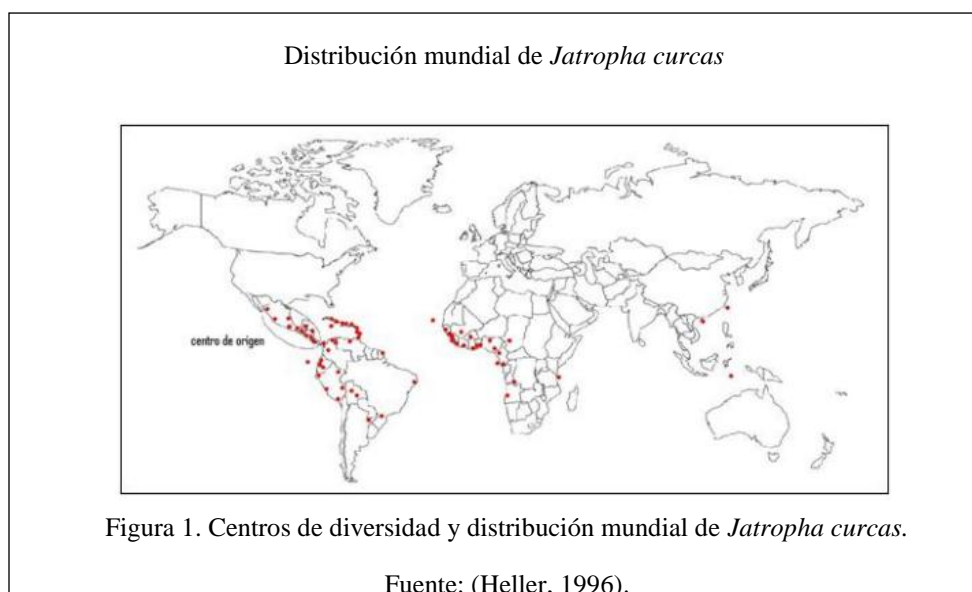 Distribución mundial de Jatropha curcas
centro de origen
Figura 1. Centros de diversidad y distribución mundial de Jatropha curcas.
Fuente: (Heller, 1996).